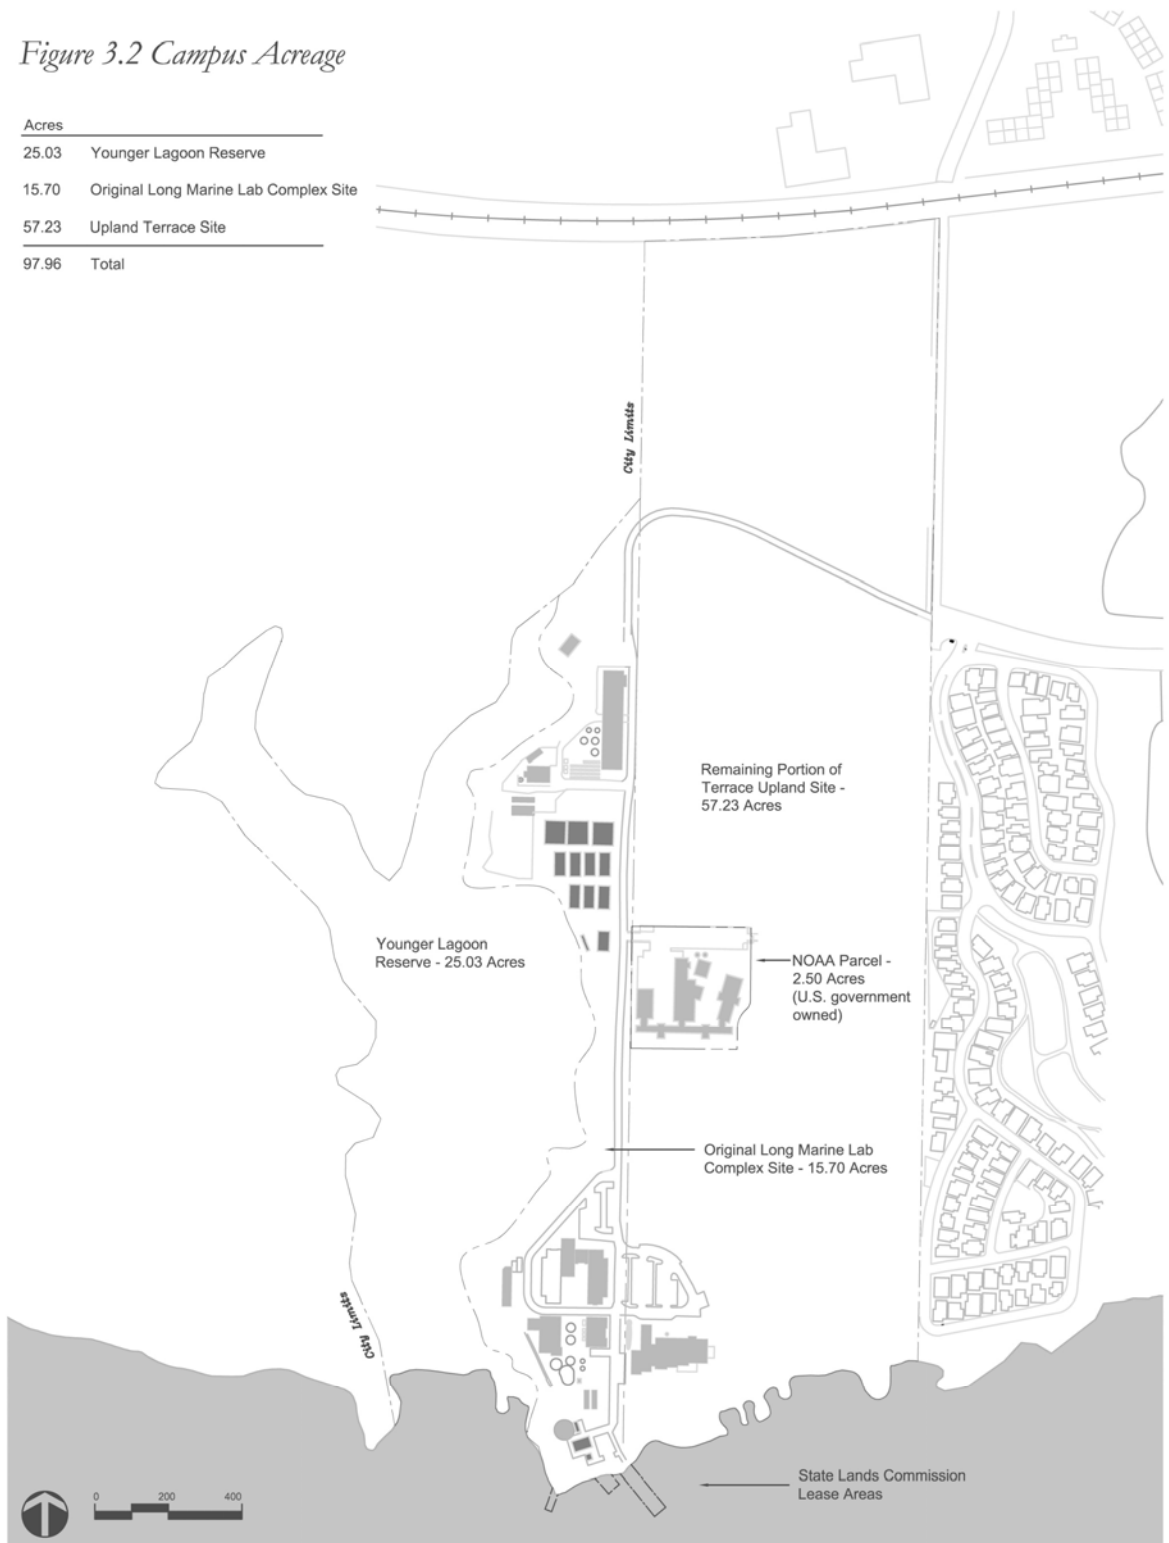 Figure 3.2 Campus Acreage
Acres
25.03 Younger Lagoon Reserve
15.70 Original Long Marine Lab Complex Site
57.23 Upland Terrace Site
97.96 Total
City Limits
Remaining Portion of
Terrace Upland Site -
57.23 Acres
Younger Lagoon
Reserve - 25.03 Acres
NOAA Parcel -
2.50 Acres
(U.S. government
owned)
Original Long Marine Lab
Complex Site - 15.70 Acres
City Limits
State Lands Commission
Lease Areas
0 200 400